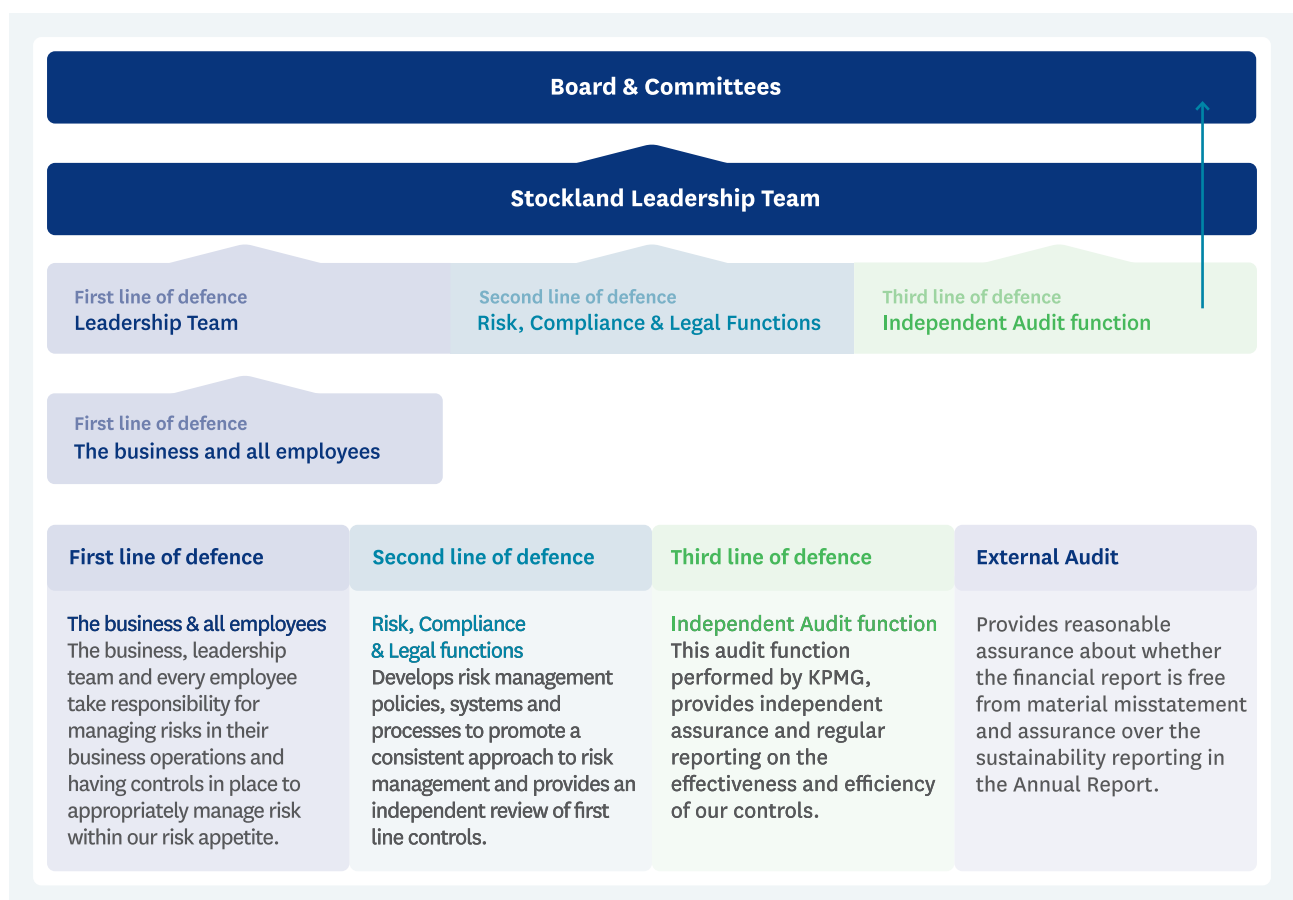 Board & Committees
Stockland Leadership Team
First line of defence
Leadership Team
Second line of defence
Risk, Compliance & Legal Functions
Third line of defence
Independent Audit function
First line of defence
The business and all employees
First line of defence
The business & all employees
The business, leadership
team and every employee
take responsibility for
managing risks in their
business operations and
having controls in place to
appropriately manage risk
within our risk appetite.
Second line of defence
Risk, Compliance
& Legal functions
Develops risk management
policies, systems and
processes to promote a
consistent approach to risk
management and provides an
independent review of first
line controls.
Third line of defence
Independent Audit function
This audit function
performed by KPMG,
provides independent
assurance and regular
reporting on the
effectiveness and efficiency
of our controls.
External Audit
Provides reasonable
assurance about whether
the financial report is free
from material misstatement
and assurance over the
sustainability reporting in
the Annual Report.